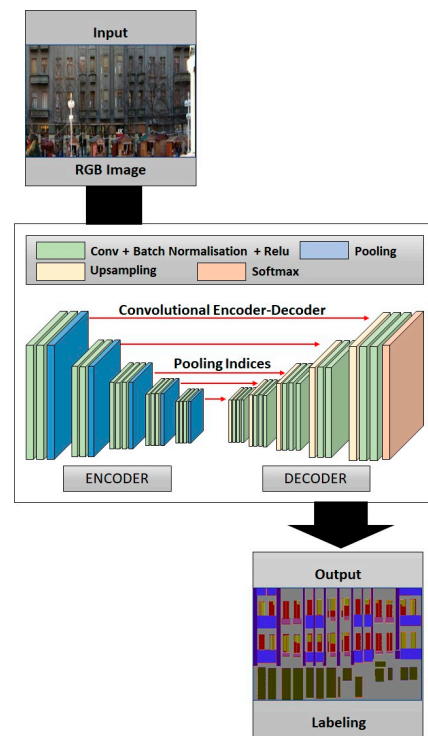 Input
RGB Image
Conv + Batch Normalisation + Relu Pooling
Upsampling Softmax
Convolutional Encoder-Decoder
Pooling Indices
ENCODER DECODER
Output
Labeling